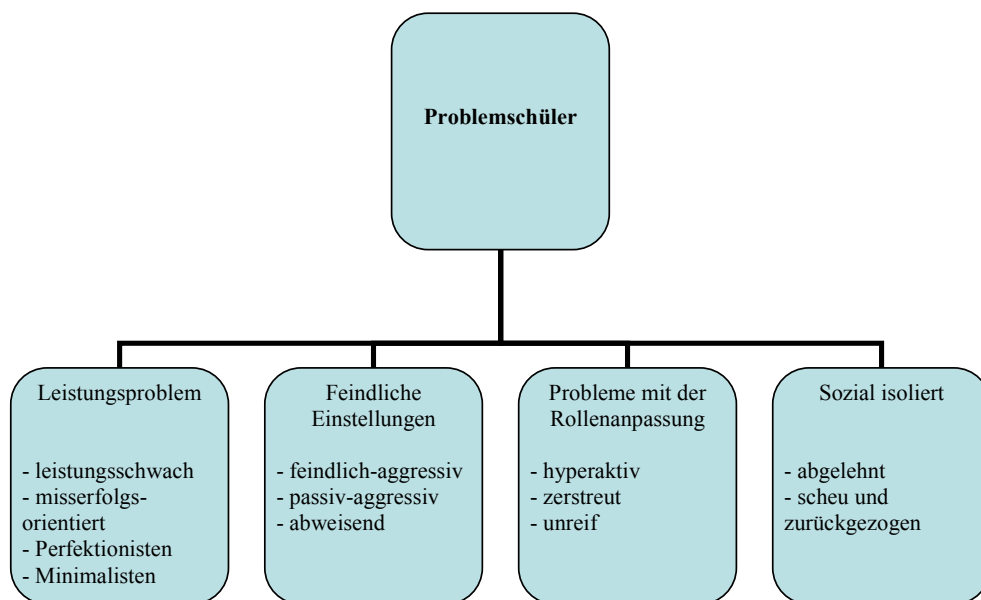 Problemschüler
Leistungsproblem
- leistungsschwach
- misserfolgs-
orientiert
- Perfektionisten
- Minimalisten
Feindliche
Einstellungen
- feindlich-aggressiv
- passiv-aggressiv
- abweisend
Probleme mit der
Rollenanpassung
- hyperaktiv
- zerstreut
- unreif
Sozial isoliert
- abgelehnt
- scheu und
zurückgezogen